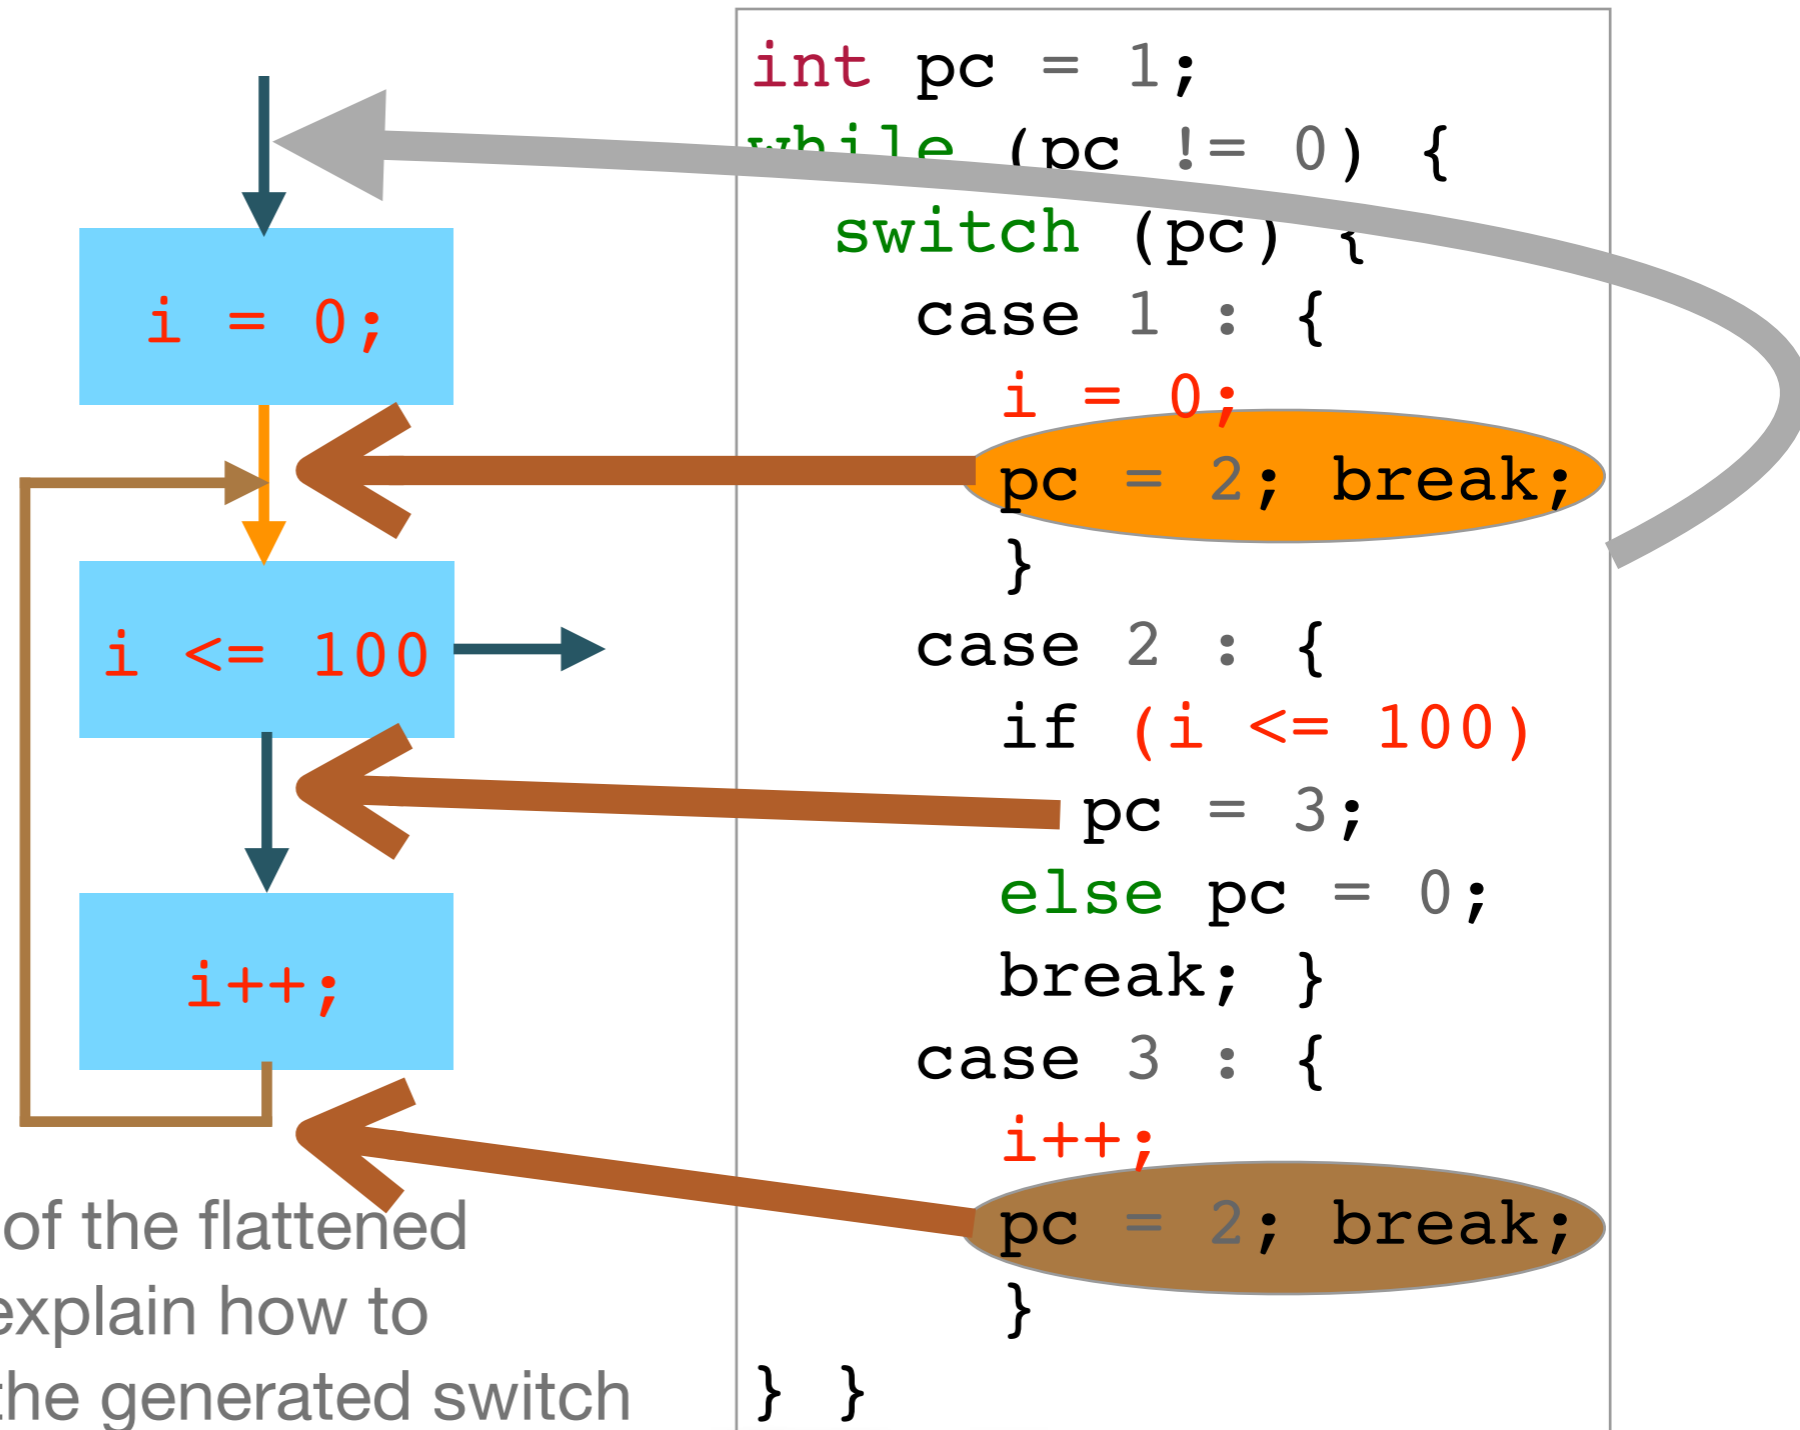 i = 0;
i <= 100
i++;
of the flattened
explain how to
the generated switch
int pc = 1;
while (pc != 0) {
switch (pc) {
case 1 : {
i = 0;
pc = 2; break;
}
case 2 : {
if (i <= 100)
pc = 3;
else pc = 0;
break; }
case 3 : {
i++;
pc = 2; break;
}
} }